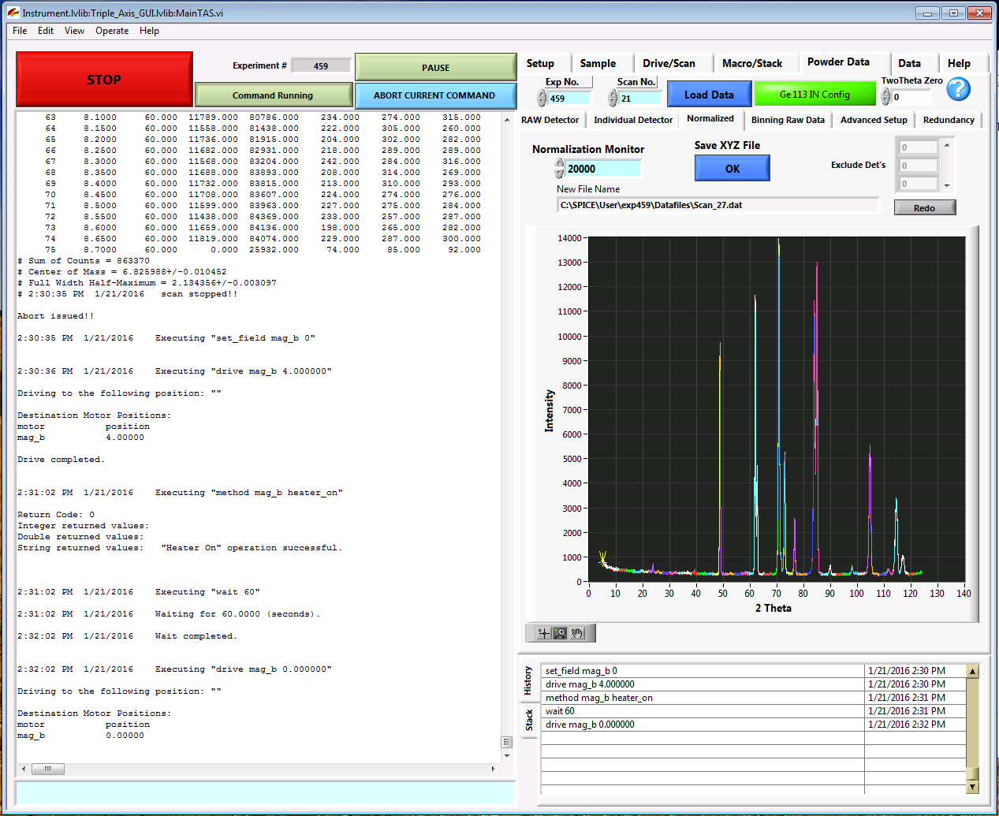 Instrument.lvlib:Triple_Axis_GUI.lvlib:MainTAS.vi
File Edit View Operate Help
STOP
Experiment # 459
PAUSE
Command Running
ABORT CURRENT COMMAND
63 8.1000 60.000 11789.000 80786.000 234.000 274.000 315.000
64 8.1500 60.000 11558.000 81438.000 222.000 305.000 260.000
65 8.2000 60.000 11736.000 81915.000 204.000 302.000 282.000
66 8.2500 60.000 11682.000 82931.000 218.000 289.000 289.000
67 8.3000 60.000 11568.000 83204.000 242.000 284.000 316.000
68 8.3500 60.000 11688.000 83893.000 208.000 314.000 269.000
69 8.4000 60.000 11732.000 83815.000 213.000 310.000 293.000
70 8.4500 60.000 11708.000 83607.000 224.000 274.000 276.000
71 8.5000 60.000 11599.000 83963.000 227.000 275.000 284.000
72 8.5500 60.000 11438.000 84369.000 233.000 257.000 287.000
73 8.6000 60.000 11659.000 84136.000 198.000 265.000 282.000
74 8.6500 60.000 11819.000 84074.000 229.000 287.000 300.000
75 8.7000 60.000 0.000 25932.000 74.000 85.000 92.000
# Sum of Counts = 863370
# Center of Mass = 6.825988+/-0.010452
# Full Width Half-Maximum = 2.134356+/-0.003097
# 2:30:35 PM 1/21/2016 scan stopped!!
Abort issued!!
2:30:35 PM 1/21/2016 Executing "set_field mag_b 0"
2:30:36 PM 1/21/2016 Executing "drive mag_b 4.000000"
Driving to the following position: ""
Destination Motor Positions:
motor position
mag_b 4.00000
Drive completed.
2:31:02 PM 1/21/2016 Executing "method mag_b heater_on"
Return Code: 0
Integer returned values:
Double returned values:
String returned values: "Heater On" operation successful.
2:31:02 PM 1/21/2016 Executing "wait 60"
2:31:02 PM 1/21/2016 Waiting for 60.0000 (seconds).
2:32:02 PM 1/21/2016 Wait completed.
2:32:02 PM 1/21/2016 Executing "drive mag_b 0.000000"
Driving to the following position: ""
Destination Motor Positions:
motor position
mag_b 0.00000
Setup Sample Drive/Scan Macro/Stack Powder Data Data Help
Exp No. Scan No. TwoTheta Zero
459 21 Load Data Ge 113 IN Config 0 ?
RAW Detector Individual Detector Normalized Binning Raw Data Advanced Setup Redundancy
Normalization Monitor
20000
Save XYZ File
OK
Exclude Det's
0
0
0
New File Name
C:\SPICE\User\exp459\Datafiles\Scan_27.dat
Redo
Intensity
14000
13000
12000
11000
10000
9000
8000
7000
6000
5000
4000
3000
2000
1000
0
0 10 20 30 40 50 60 70 80 90 100 110 120 130 140
2 Theta
History
Stack
set_field mag_b 0 1/21/2016 2:30 PM
drive mag_b 4.000000 1/21/2016 2:30 PM
method mag_b heater_on 1/21/2016 2:31 PM
wait 60 1/21/2016 2:31 PM
drive mag_b 0.000000 1/21/2016 2:32 PM